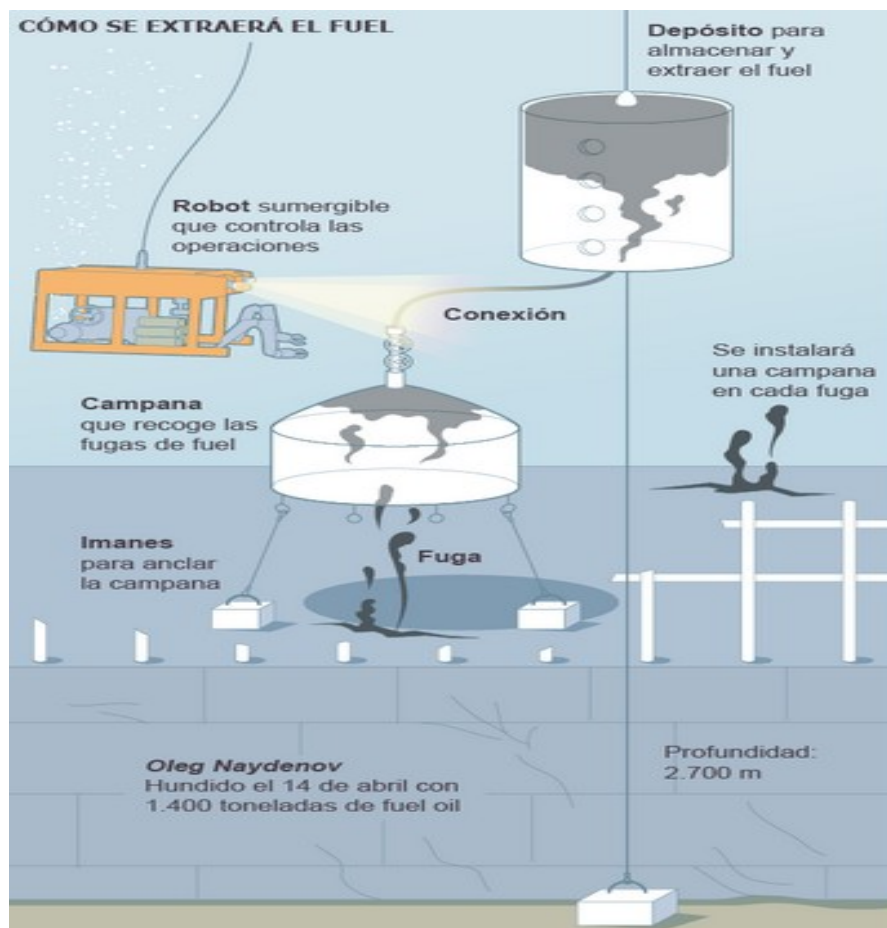 CÓMO SE EXTRAERÁ EL FUEL
Depósito para
almacenar y
extraer el fuel
Robot sumergible
que controla las
operaciones
Conexión
Se instalará
una campana
en cada fuga
Campana
que recoge las
fugas de fuel
Imanes
para anclar
la campana
Fuga
Oleg Naydenov
Hundido el 14 de abril con
1.400 toneladas de fuel oil
Profundidad:
2.700 m